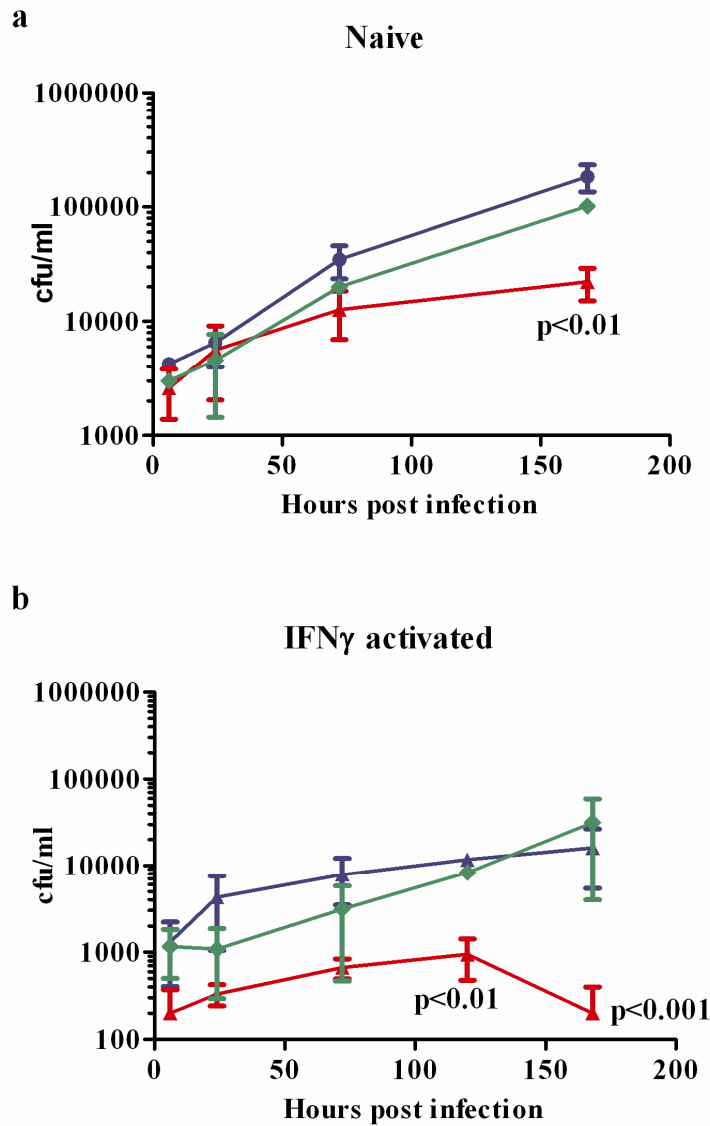 a
Naive
1000000
100000
10000
1000
cfu/ml
p<0.01
0 50 100 150 200
Hours post infection
b
IFNγ activated
1000000
100000
10000
1000
100
cfu/ml
p<0.01
p<0.001
0 50 100 150 200
Hours post infection